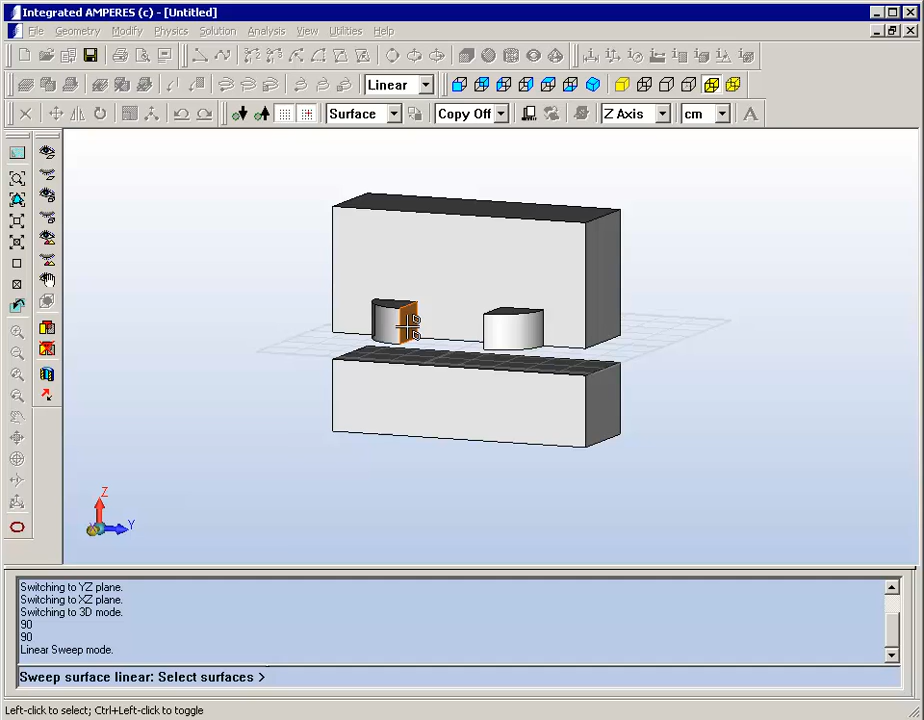 Integrated AMPERES (c) - [Untitled]
File Geometry Modify Physics Solution Analysis View Utilities Help
Linear
Surface Copy Off Z Axis cm A
Z
Y
Switching to YZ plane.
Switching to XZ plane.
Switching to 3D mode.
90
90
Linear Sweep mode.
Sweep surface linear: Select surfaces >
Left-click to select; Ctrl+Left-click to toggle